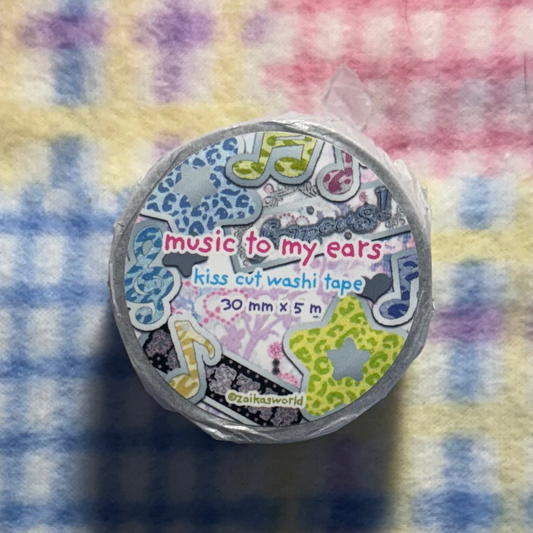 music to my ears
kiss cut washi tape
30 mm x 5 m
©zaikasworld